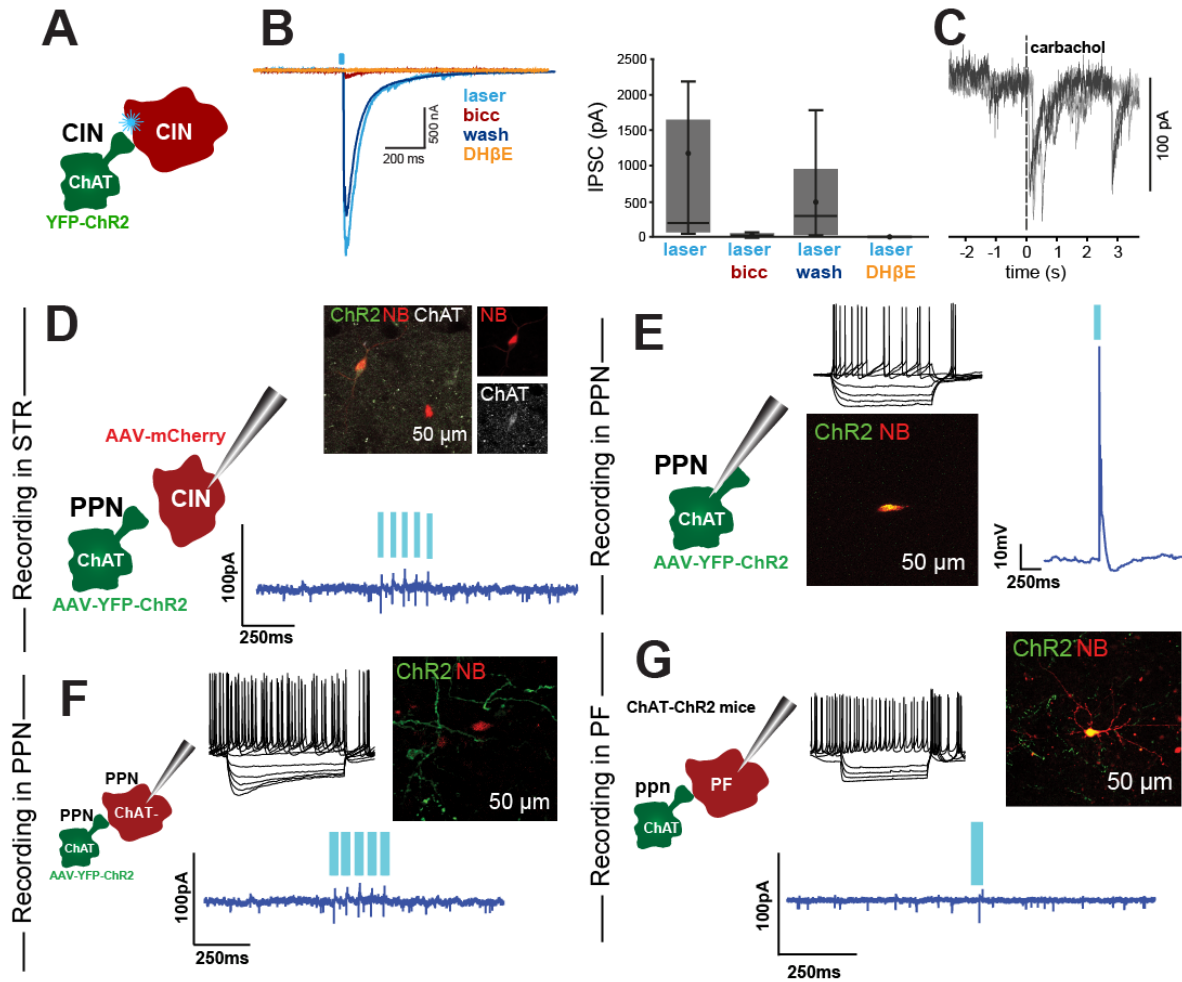 A
CIN
CIN
ChAT
YFP-ChR2
B
laser
bicc
wash
DHβE
500 nA
200 ms
IPSC (pA)
2500
2000
1500
1000
500
0
laser
laser
bicc
laser
wash
laser
DHβE
C
carbachol
100 pA
-2 -1 0 1 2 3
time (s)
Recording in STR
D
ChR2 NB ChAT
50 µm
NB
ChAT
AAV-mCherry
CIN
PPN
ChAT
AAV-YFP-ChR2
100pA
250ms
Recording in PPN
E
PPN
ChAT
AAV-YFP-ChR2
ChR2 NB
50 µm
10mV
250ms
Recording in PPN
F
PPN
ChAT-
PPN
ChAT
AAV-YFP-ChR2
ChR2 NB
50 µm
100pA
250ms
Recording in PF
G
ChAT-ChR2 mice
PF
ppn
ChAT
ChR2 NB
50 µm
100pA
250ms